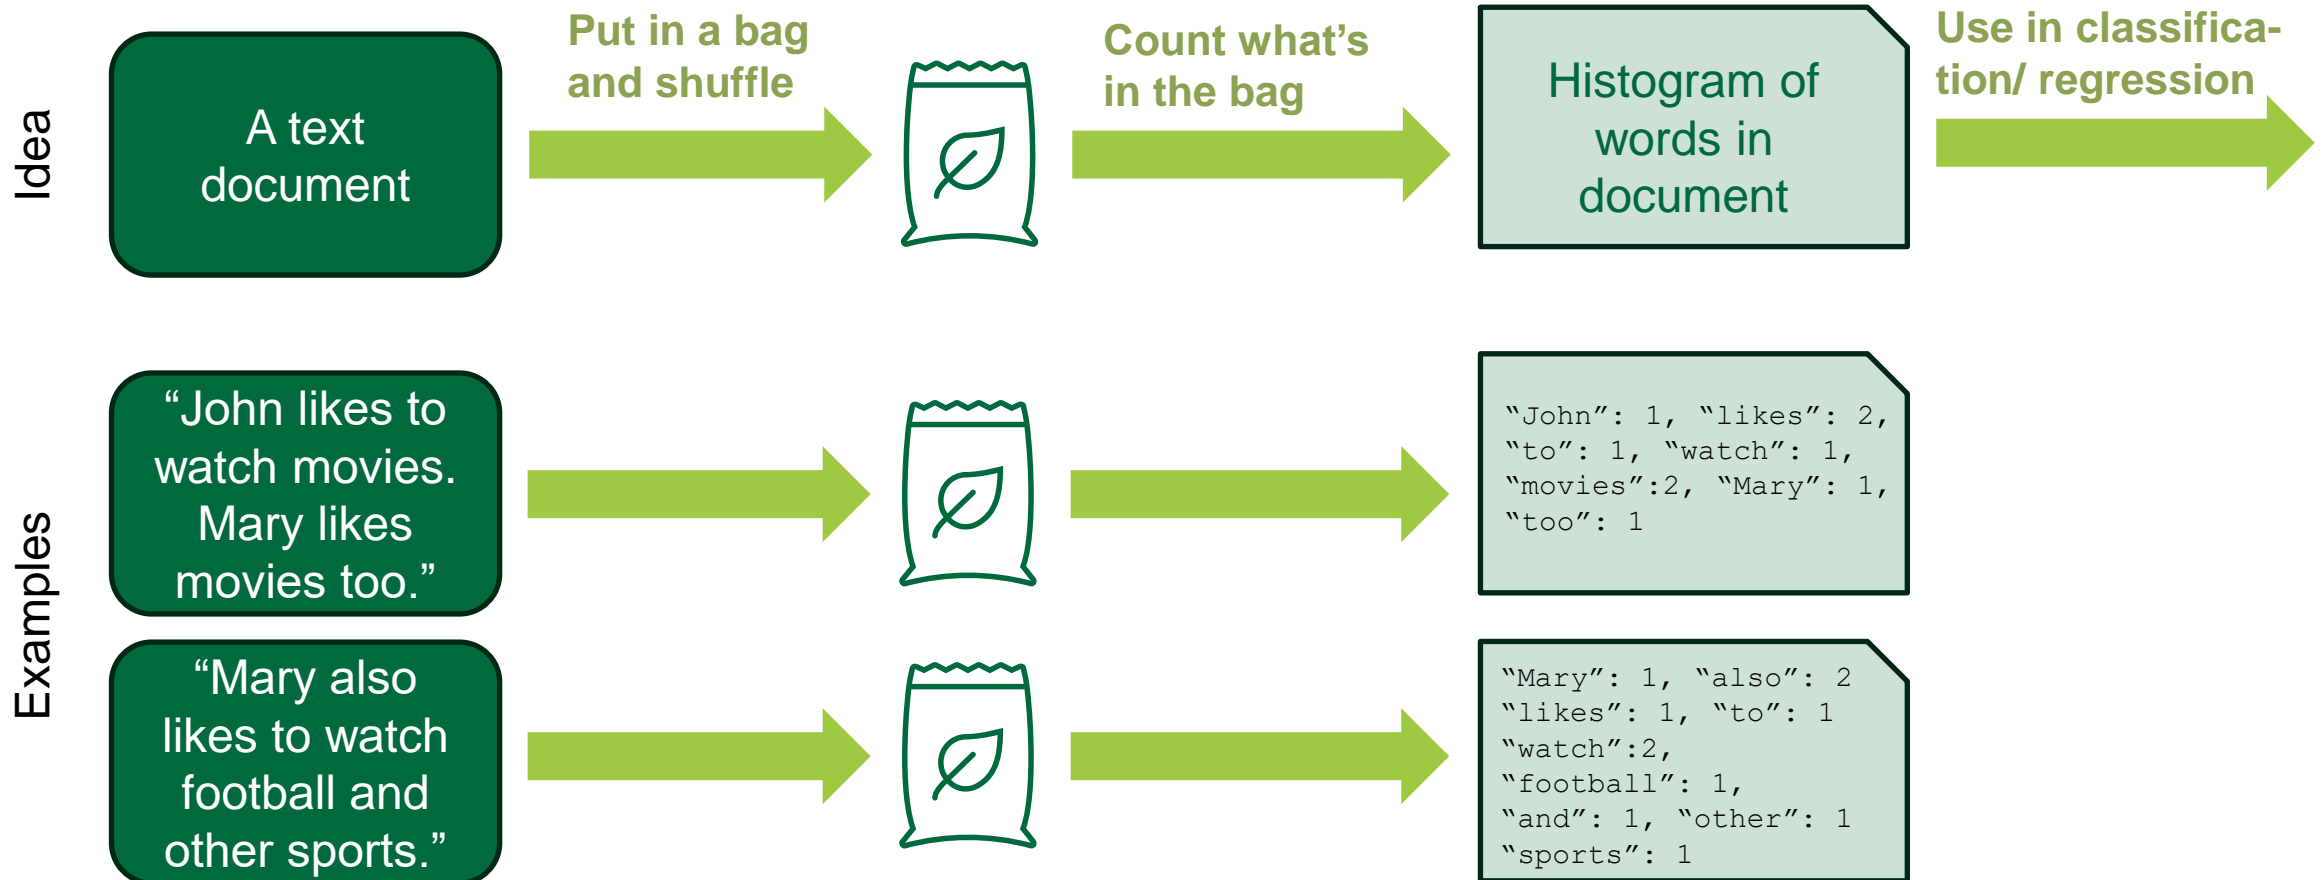 Idea
A text
document
Put in a bag
and shuffle
Count what’s
in the bag
Histogram of
words in
document
Use in classifica-
tion/ regression
Examples
“John likes to
watch movies.
Mary likes
movies too.”
“John”: 1, “likes”: 2,
“to”: 1, “watch”: 1,
“movies”:2, “Mary”: 1,
“too”: 1
“Mary also
likes to watch
football and
other sports.”
“Mary”: 1, “also”: 2
“likes”: 1, “to”: 1
“watch”:2,
“football”: 1,
“and”: 1, “other”: 1
“sports”: 1